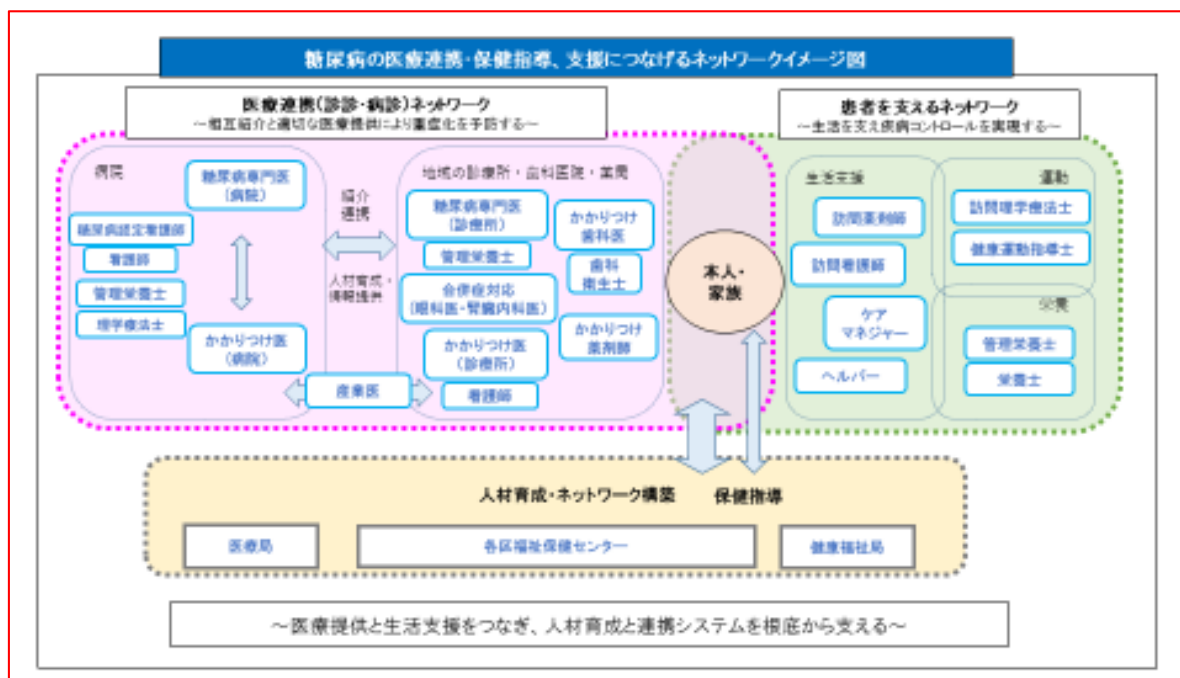 糖尿病の医療連携・保健指導、支援につなげるネットワークイメージ図
医療連携(診診・病診)ネットワーク
～相互紹介と適切な医療提供により重症化を予防する～
患者を支えるネットワーク
～生活を支え疾病コントロールを実現する～
病院
糖尿病専門医
(病院)
糖尿病認定看護師
看護師
管理栄養士
理学療法士
かかりつけ医
(病院)
紹介
連携
人材育成・
情報提供
産業医
地域の診療所・歯科医院・薬局
糖尿病専門医
(診療所)
管理栄養士
合併症対応
(眼科医・腎臓内科医)
かかりつけ医
(診療所)
看護師
かかりつけ
歯科医
歯科
衛生士
かかりつけ
薬剤師
本人・
家族
生活支援
訪問薬剤師
訪問看護師
ケア
マネジャー
ヘルパー
運動
訪問理学療法士
健康運動指導士
栄養
管理栄養士
栄養士
人材育成・ネットワーク構築
保健指導
医療局
各区福祉保健センター
健康福祉局
～医療提供と生活支援をつなぎ、人材育成と連携システムを根底から支える～